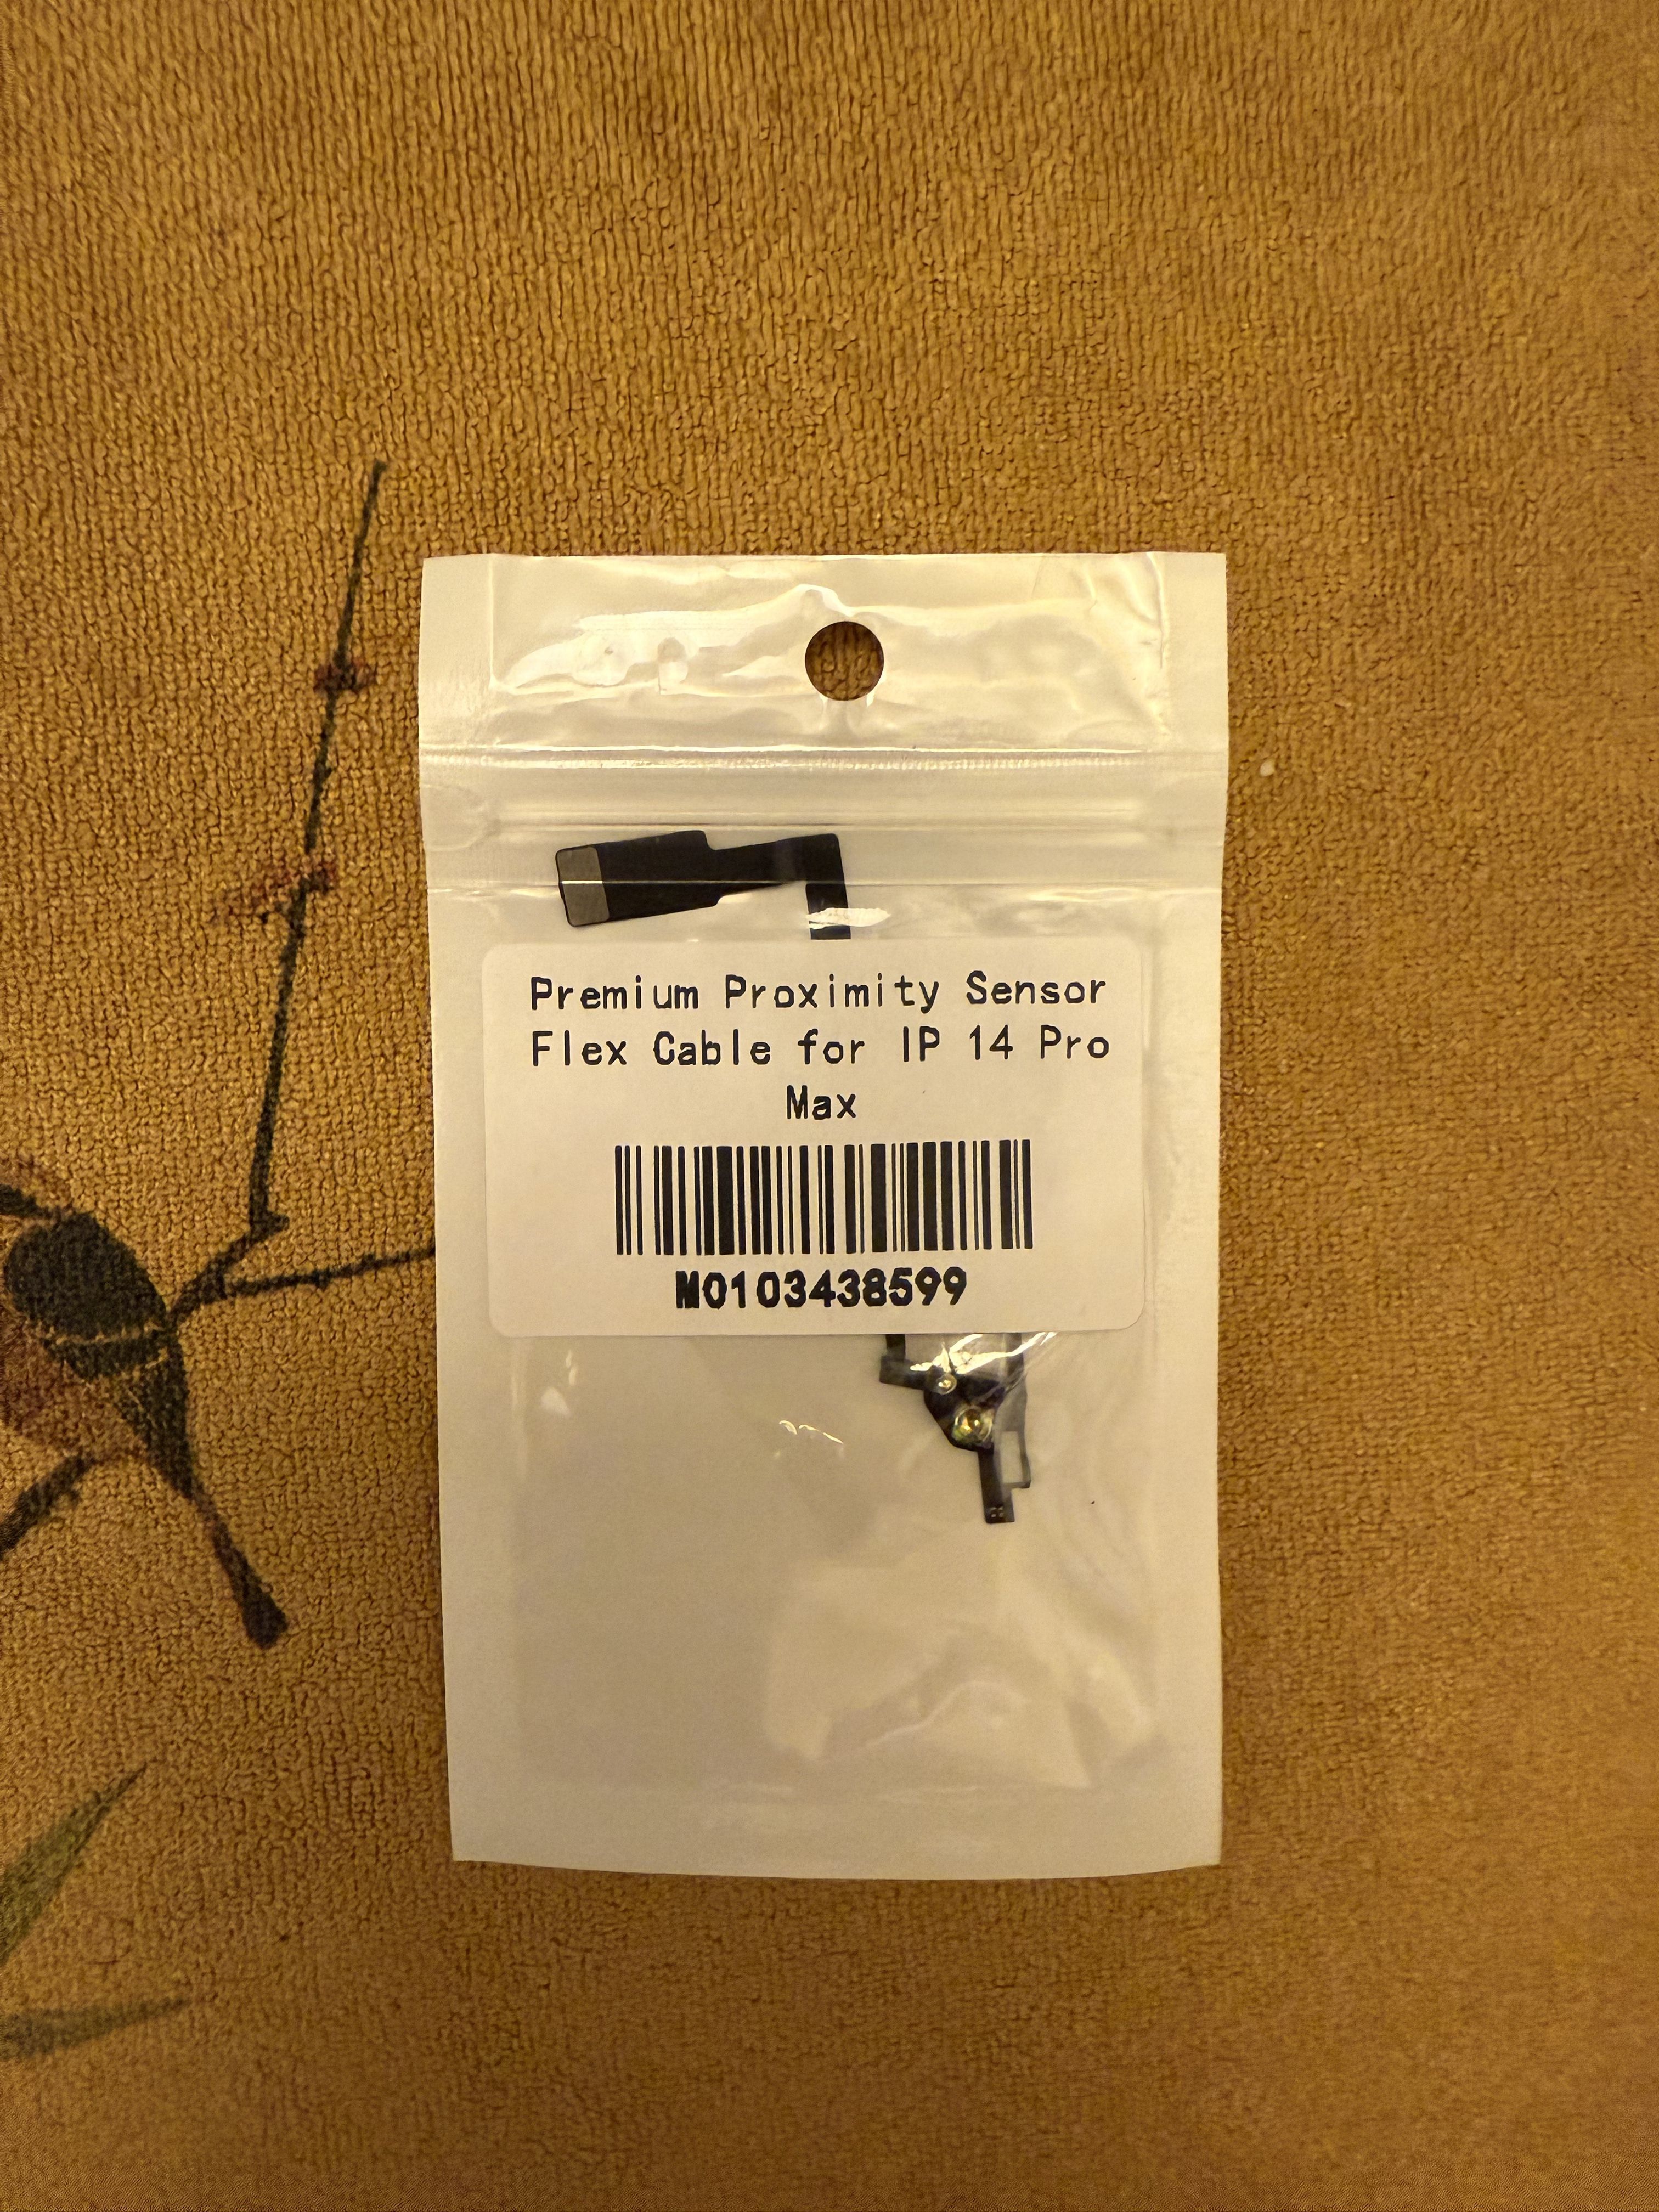 Premium Proximity Sensor
Flex Cable for IP 14 Pro
Max
M0103438599